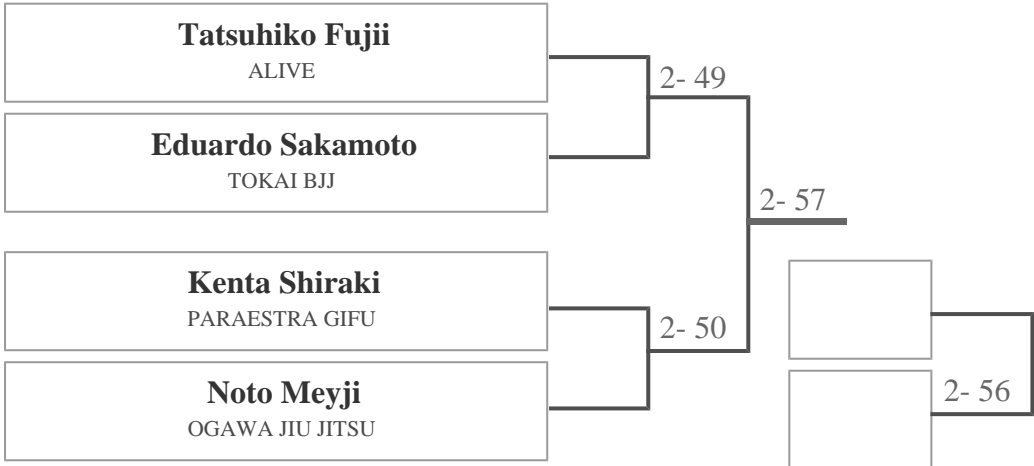 Tatsuhiko Fujii
ALIVE
2- 49
Eduardo Sakamoto
TOKAI BJJ
2- 57
Kenta Shiraki
PARAESTRA GIFU
2- 50
Noto Meyji
OGAWA JIU JITSU
2- 56